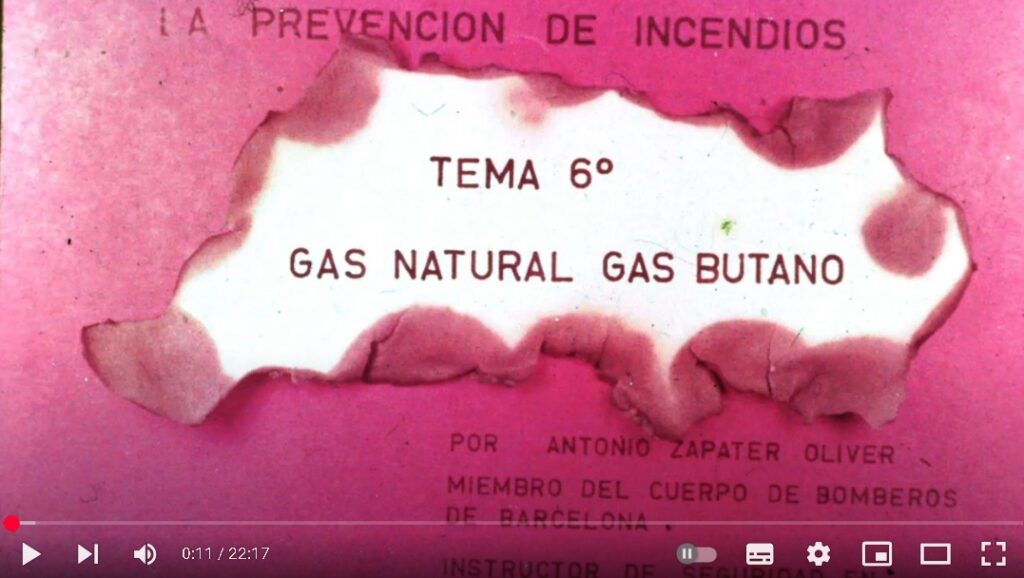 LA PREVENCION DE INCENDIOS
TEMA 6º
GAS NATURAL GAS BUTANO
POR ANTONIO ZAPATER OLIVER
MIEMBRO DEL CUERPO DE BOMBEROS
DE BARCELONA.
0:11 / 22:17
INSTRUCTOR DE SEGURIDAD EN